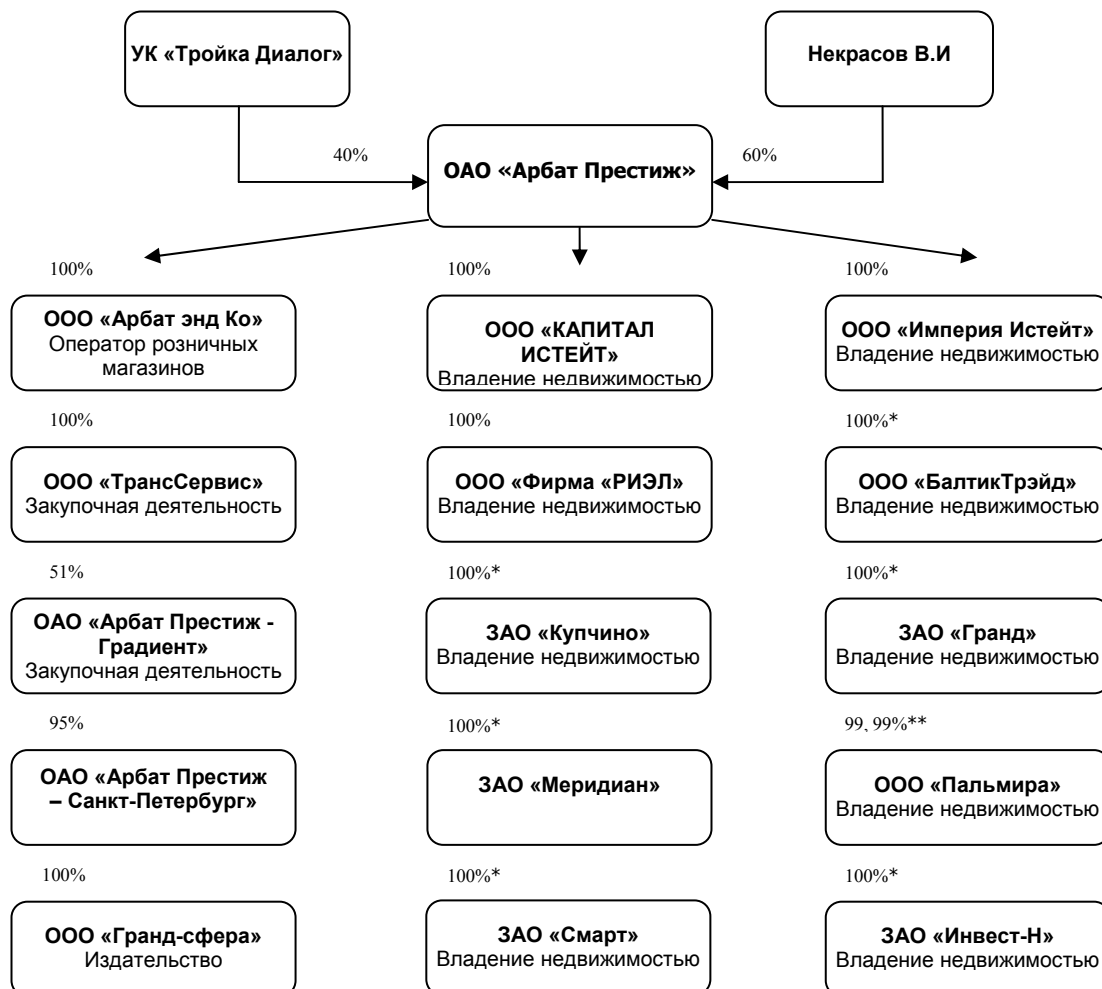 УК «Тройка Диалог»
Некрасов В.И
40%
60%
ОАО «Арбат Престиж»
100%
100%
100%
ООО «Арбат энд Ко»
Оператор розничных
магазинов
ООО «КАПИТАЛ
ИСТЕЙТ»
Владение недвижимостью
ООО «Империя Истейт»
Владение недвижимостью
100%
100%
100%*
ООО «ТрансСервис»
Закупочная деятельность
ООО «Фирма «РИЭЛ»
Владение недвижимостью
ООО «БалтикТрэйд»
Владение недвижимостью
51%
100%*
100%*
ОАО «Арбат Престиж -
Градиент»
Закупочная деятельность
ЗАО «Купчино»
Владение недвижимостью
ЗАО «Гранд»
Владение недвижимостью
95%
100%*
99, 99%**
ОАО «Арбат Престиж
– Санкт-Петербург»
ЗАО «Меридиан»
ООО «Пальмира»
Владение недвижимостью
100%
100%*
100%*
ООО «Гранд-сфера»
Издательство
ЗАО «Смарт»
Владение недвижимостью
ЗАО «Инвест-Н»
Владение недвижимостью